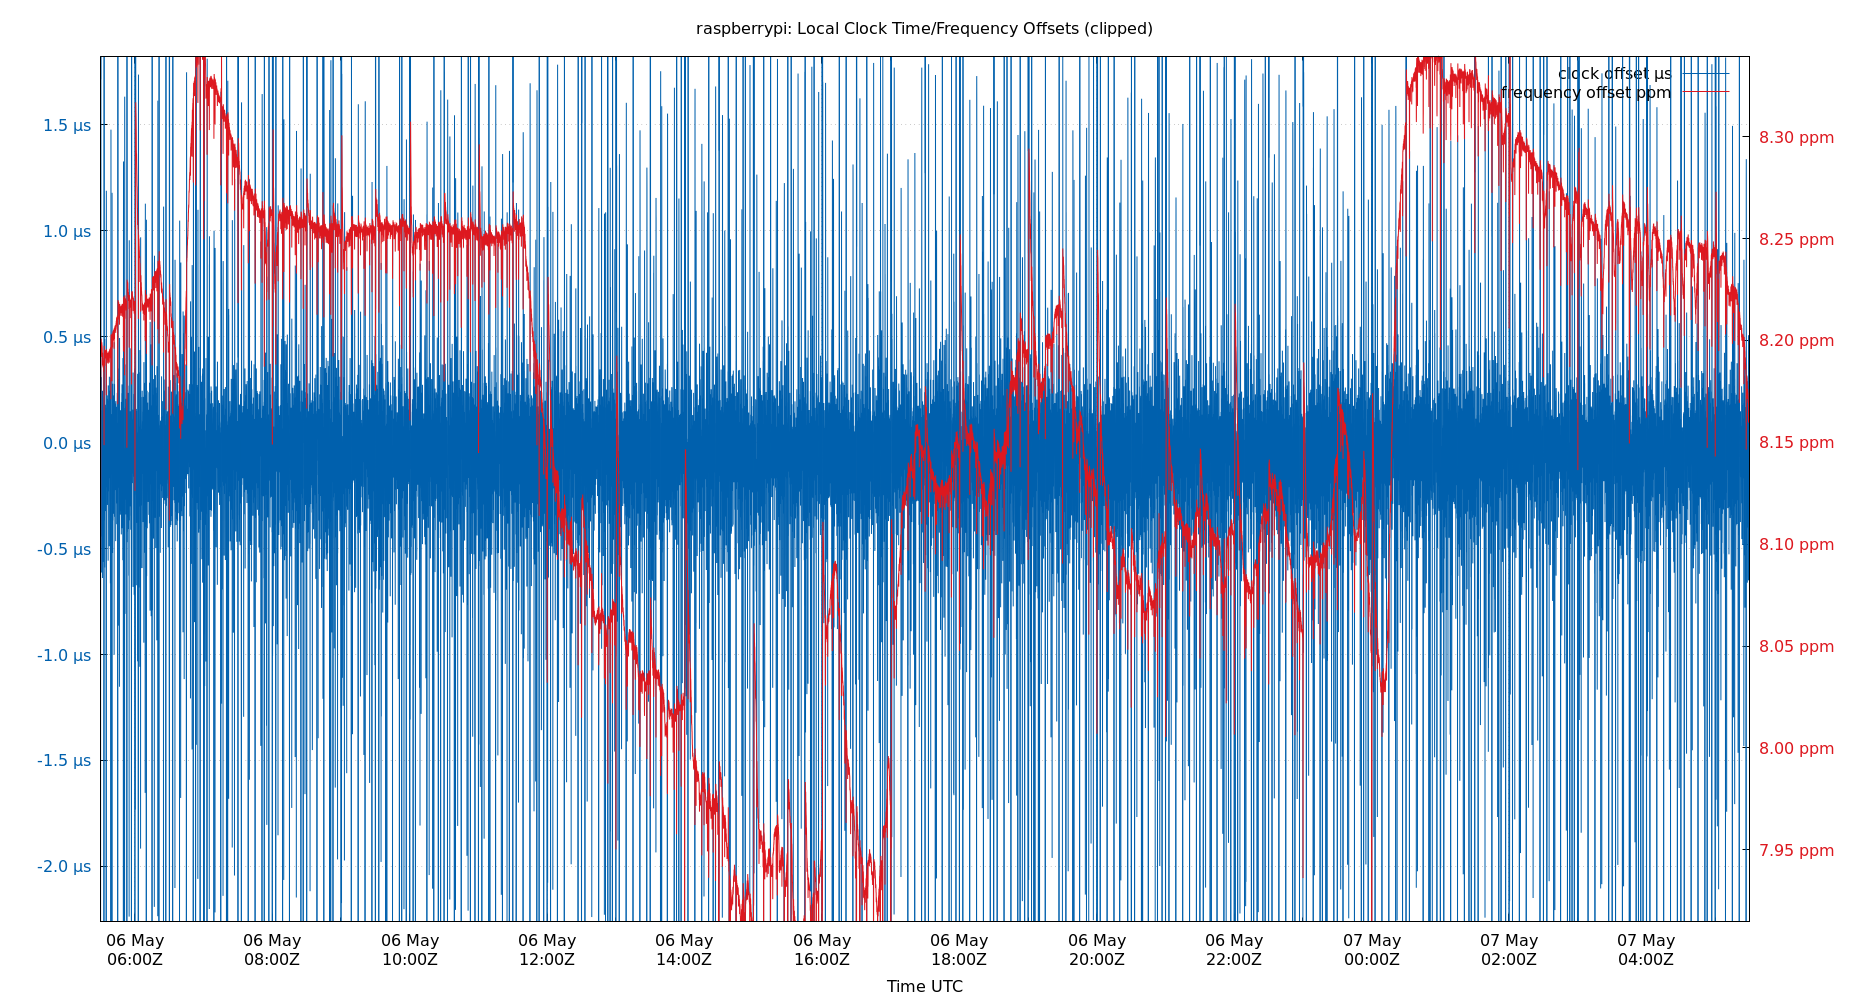 raspberrypi: Local Clock Time/Frequency Offsets (clipped)
clock offset µs
frequency offset ppm
1.5 µs
1.0 µs
0.5 µs
0.0 µs
-0.5 µs
-1.0 µs
-1.5 µs
-2.0 µs
8.30 ppm
8.25 ppm
8.20 ppm
8.15 ppm
8.10 ppm
8.05 ppm
8.00 ppm
7.95 ppm
06 May 06 May 06 May 06 May 06 May 06 May 06 May 06 May 06 May 07 May 07 May 07 May
06:00Z 08:00Z 10:00Z 12:00Z 14:00Z 16:00Z 18:00Z 20:00Z 22:00Z 00:00Z 02:00Z 04:00Z
Time UTC